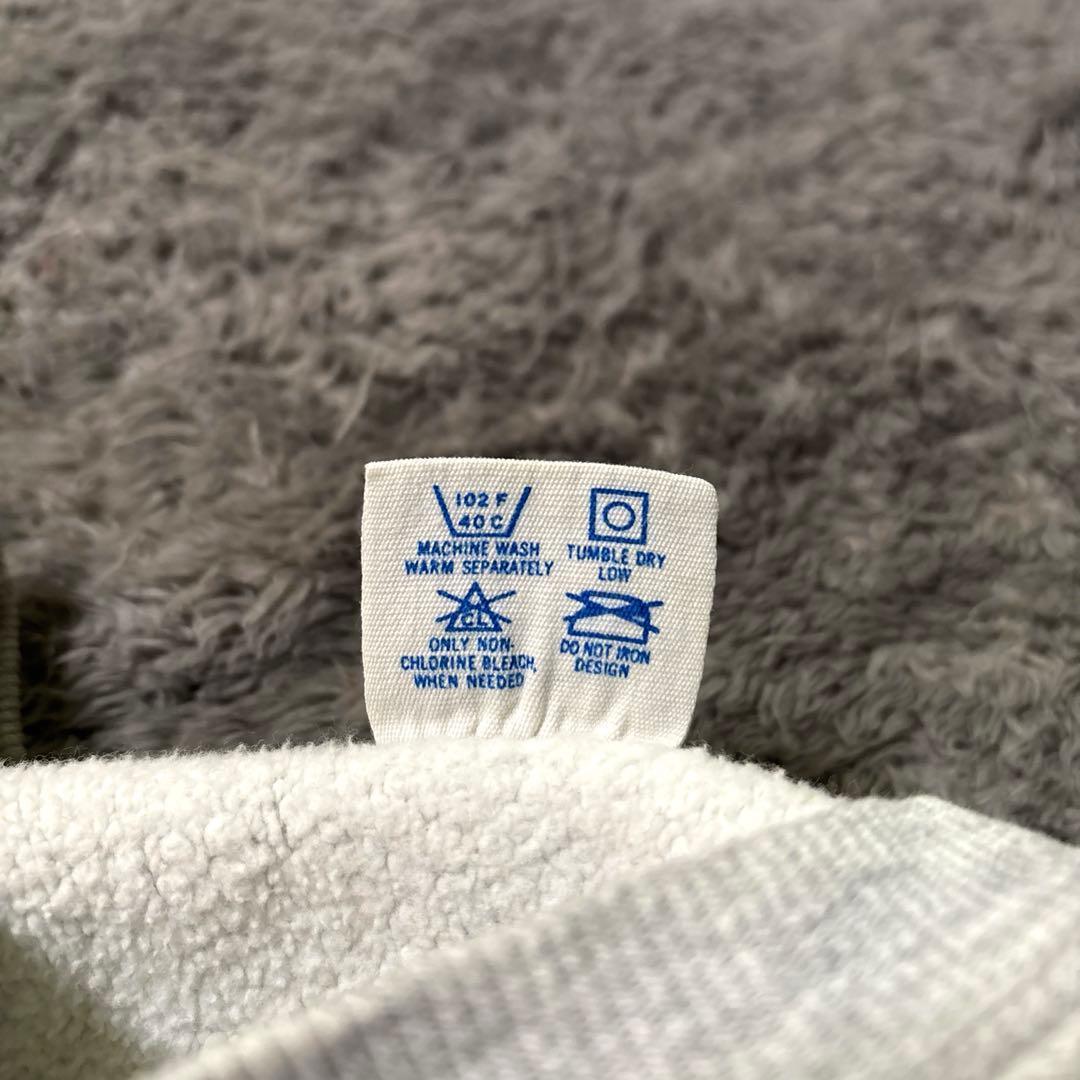 102 F
40 C
MACHINE WASH
WARM SEPARATELY
TUMBLE DRY
LOW
CL
ONLY NON-
CHLORINE BLEACH,
WHEN NEEDED
DO NOT IRON
DESIGN